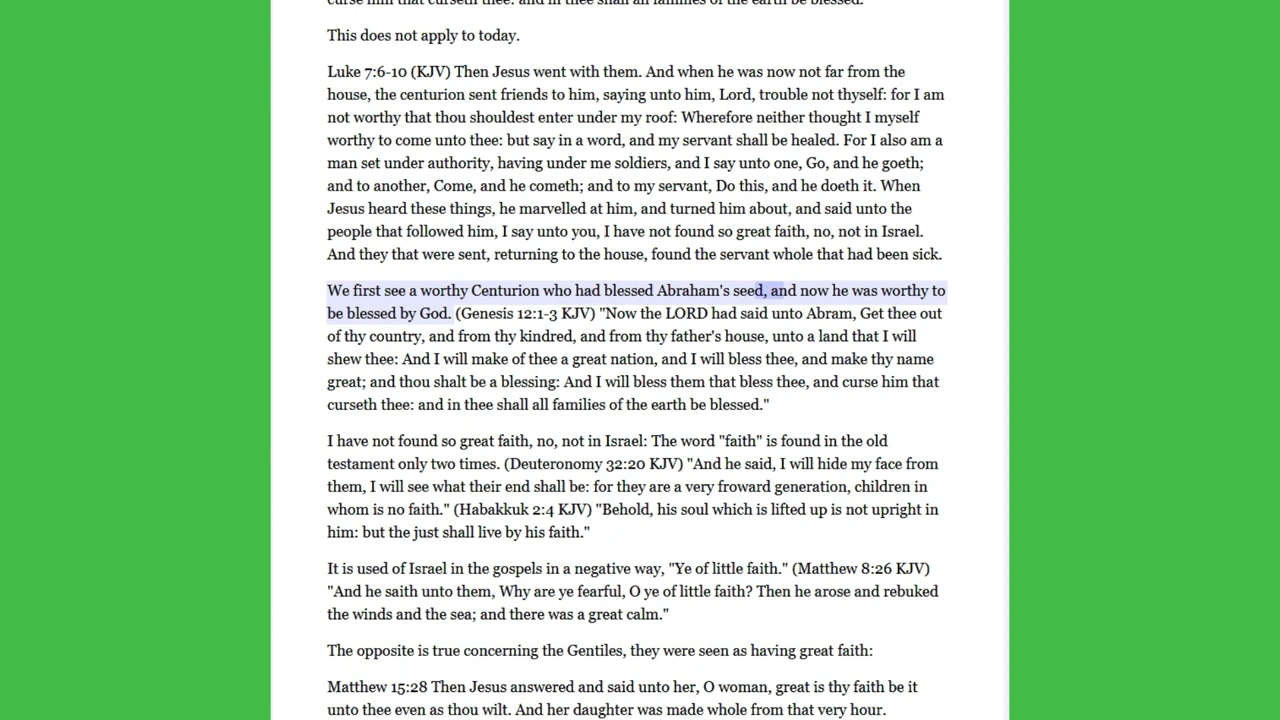 curse him that curseth thee: and in thee shall all families of the earth be blessed.
This does not apply to today.
Luke 7:6-10 (KJV) Then Jesus went with them. And when he was now not far from the
house, the centurion sent friends to him, saying unto him, Lord, trouble not thyself: for I am
not worthy that thou shouldest enter under my roof: Wherefore neither thought I myself
worthy to come unto thee: but say in a word, and my servant shall be healed. For I also am a
man set under authority, having under me soldiers, and I say unto one, Go, and he goeth;
and to another, Come, and he cometh; and to my servant, Do this, and he doeth it. When
Jesus heard these things, he marvelled at him, and turned him about, and said unto the
people that followed him, I say unto you, I have not found so great faith, no, not in Israel.
And they that were sent, returning to the house, found the servant whole that had been sick.
We first see a worthy Centurion who had blessed Abraham's seed, and now he was worthy to
be blessed by God. (Genesis 12:1-3 KJV) "Now the LORD had said unto Abram, Get thee out
of thy country, and from thy kindred, and from thy father's house, unto a land that I will
shew thee: And I will make of thee a great nation, and I will bless thee, and make thy name
great; and thou shalt be a blessing: And I will bless them that bless thee, and curse him that
curseth thee: and in thee shall all families of the earth be blessed."
I have not found so great faith, no, not in Israel: The word "faith" is found in the old
testament only two times. (Deuteronomy 32:20 KJV) "And he said, I will hide my face from
them, I will see what their end shall be: for they are a very froward generation, children in
whom is no faith." (Habakkuk 2:4 KJV) "Behold, his soul which is lifted up is not upright in
him: but the just shall live by his faith."
It is used of Israel in the gospels in a negative way, "Ye of little faith." (Matthew 8:26 KJV)
"And he saith unto them, Why are ye fearful, O ye of little faith? Then he arose and rebuked
the winds and the sea; and there was a great calm."
The opposite is true concerning the Gentiles, they were seen as having great faith:
Matthew 15:28 Then Jesus answered and said unto her, O woman, great is thy faith be it
unto thee even as thou wilt. And her daughter was made whole from that very hour.